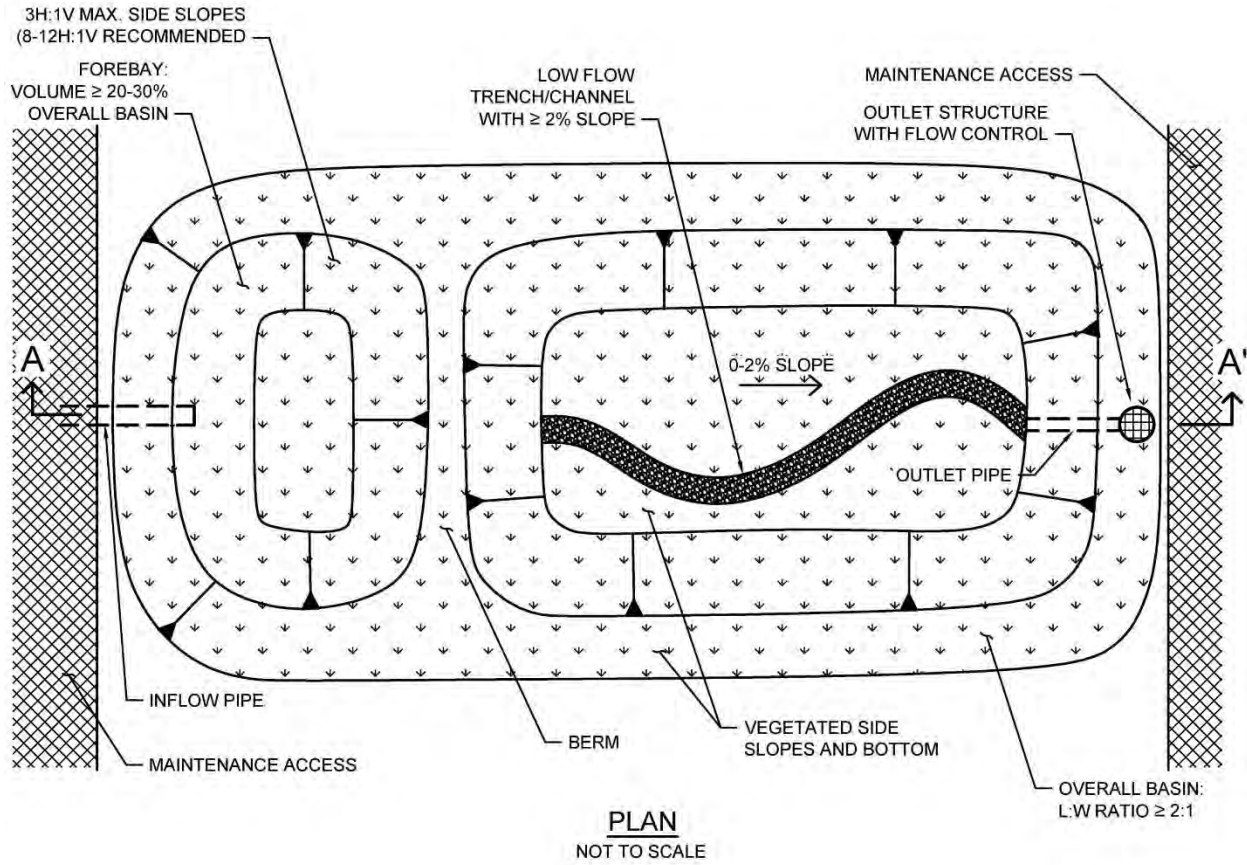 3H:1V MAX. SIDE SLOPES
(8-12H:1V RECOMMENDED
FOREBAY:
VOLUME ≥ 20-30%
OVERALL BASIN
LOW FLOW
TRENCH/CHANNEL
WITH ≥ 2% SLOPE
MAINTENANCE ACCESS
OUTLET STRUCTURE
WITH FLOW CONTROL
A
0-2% SLOPE
A'
OUTLET PIPE
INFLOW PIPE
MAINTENANCE ACCESS
BERM
VEGETATED SIDE
SLOPES AND BOTTOM
OVERALL BASIN:
L:W RATIO ≥ 2:1
PLAN
NOT TO SCALE